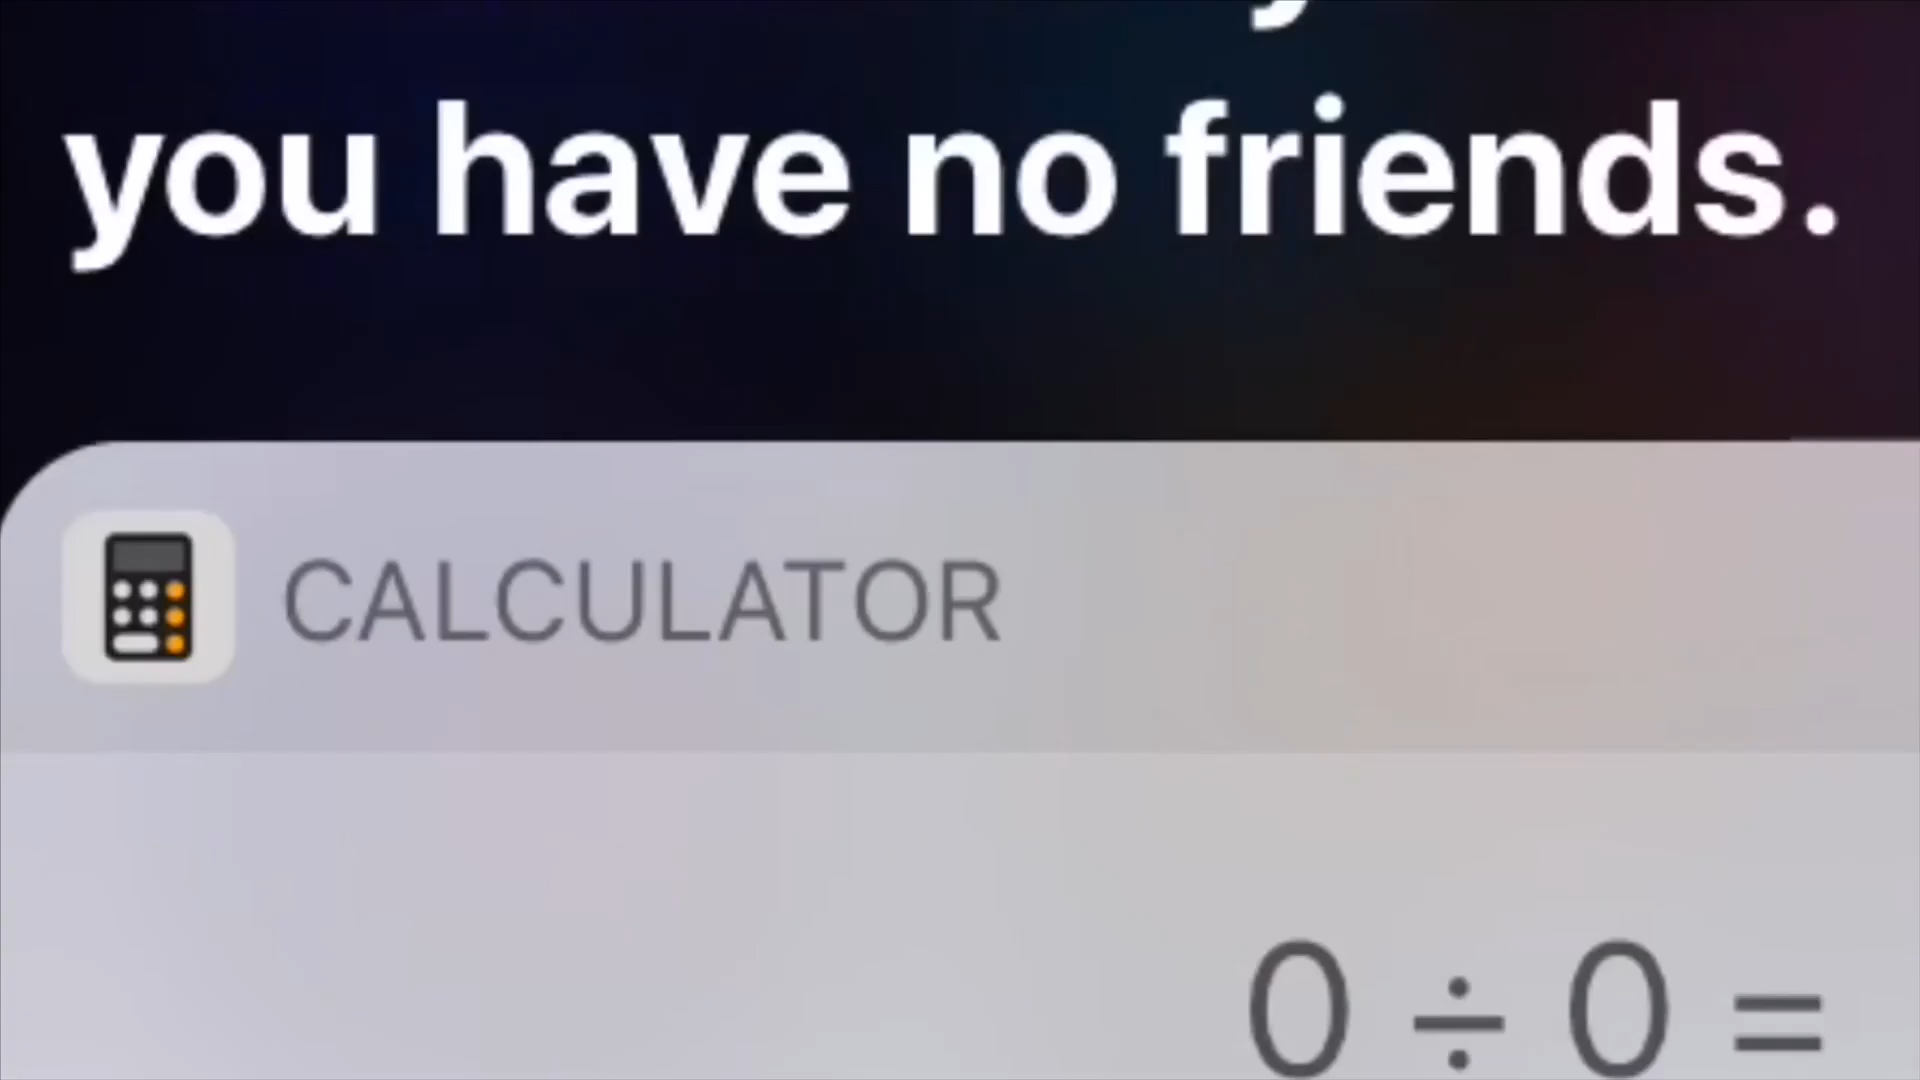 you have no friends.
CALCULATOR
0 ÷ 0 =